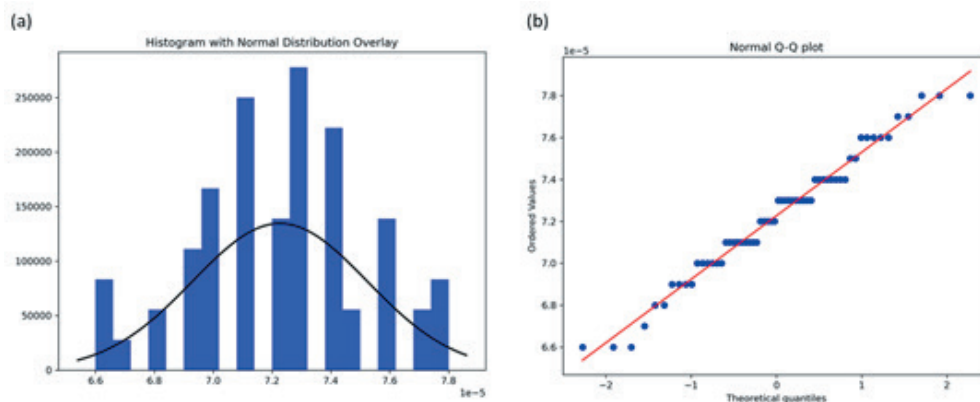 (a)
Histogram with Normal Distribution Overlay
250000
200000
150000
100000
50000
0
6.6 6.8 7.0 7.2 7.4 7.6 7.8
1e−5
(b)
Normal Q-Q plot
1e−5
7.8
7.6
7.4
7.2
7.0
6.8
6.6
Ordered Values
−2 −1 0 1 2
Theoretical quantiles